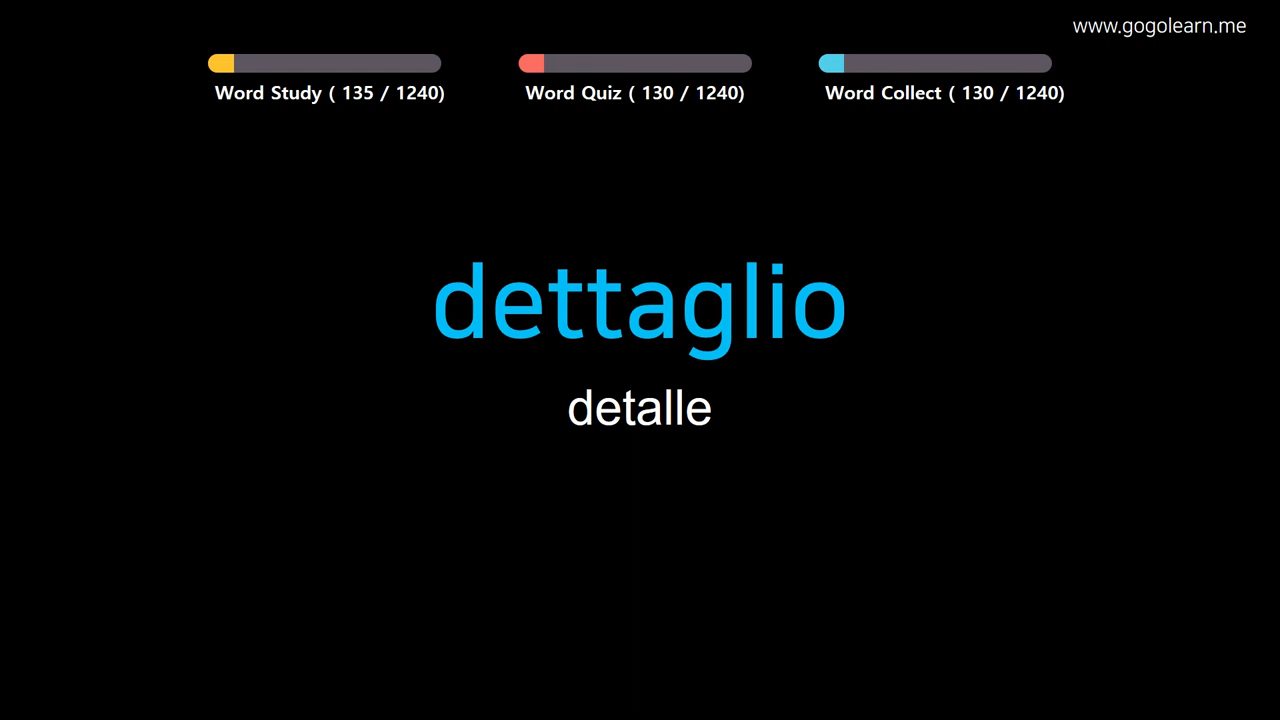 www.gogolearn.me
Word Study ( 135 / 1240)
Word Quiz ( 130 / 1240)
Word Collect ( 130 / 1240)
dettaglio
detalle